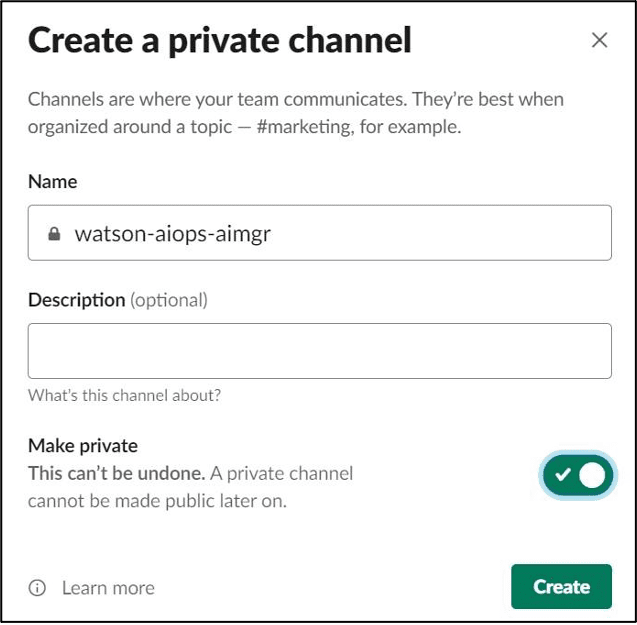 Create a private channel
Channels are where your team communicates. They’re best when
organized around a topic — #marketing, for example.
Name
watson-aiops-aimgr
Description (optional)
What's this channel about?
Make private
This can’t be undone. A private channel
cannot be made public later on.
Learn more
Create